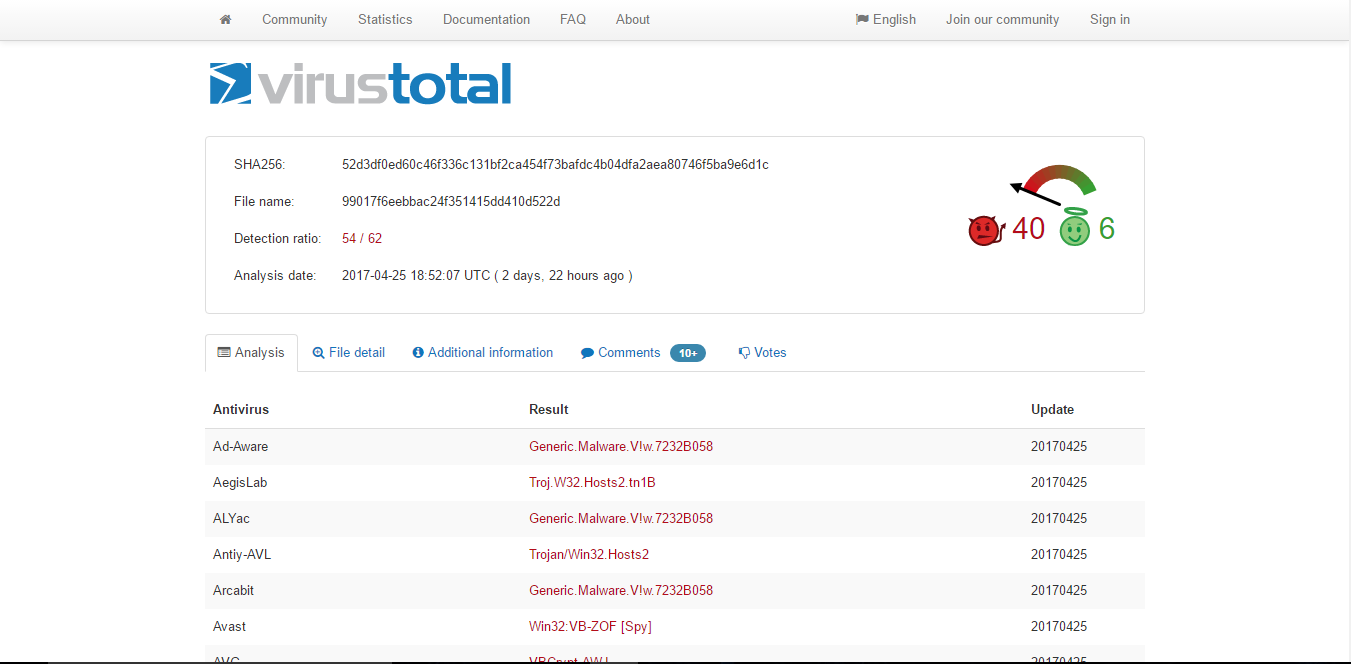 Community Statistics Documentation FAQ About English Join our community Sign in
virustotal
SHA256: 52d3df0ed60c46f336c131bf2ca454f73bafdc4b04dfa2aea80746f5ba9e6d1c
File name: 99017f6eebbac24f351415dd410d522d
Detection ratio: 54 / 62
Analysis date: 2017-04-25 18:52:07 UTC ( 2 days, 22 hours ago )
40 6
Analysis File detail Additional information Comments 10+ Votes
Antivirus Result Update
Ad-Aware Generic.Malware.V!w.7232B058 20170425
AegisLab Troj.W32.Hosts2.tn1B 20170425
ALYac Generic.Malware.V!w.7232B058 20170425
Antiy-AVL Trojan/Win32.Hosts2 20170425
Arcabit Generic.Malware.V!w.7232B058 20170425
Avast Win32:VB-ZOF [Spy] 20170425
AVG VBCrypt.AWJ 20170425